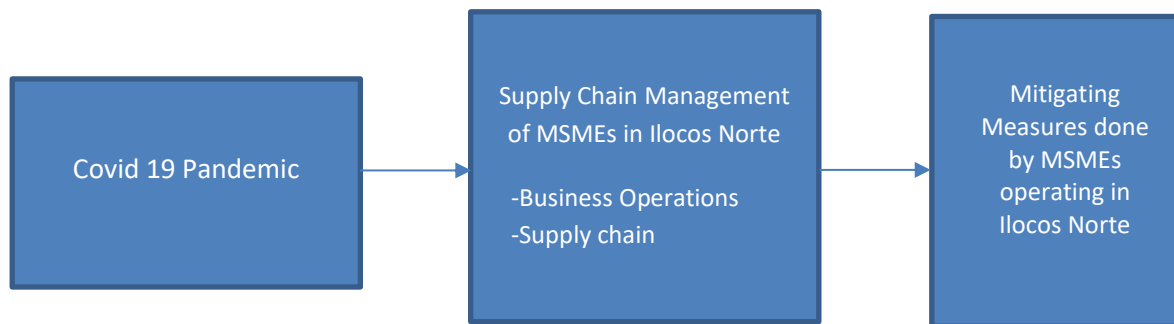 Covid 19 Pandemic
Supply Chain Management
of MSMEs in Ilocos Norte
-Business Operations
-Supply chain
Mitigating
Measures done
by MSMEs
operating in
Ilocos Norte